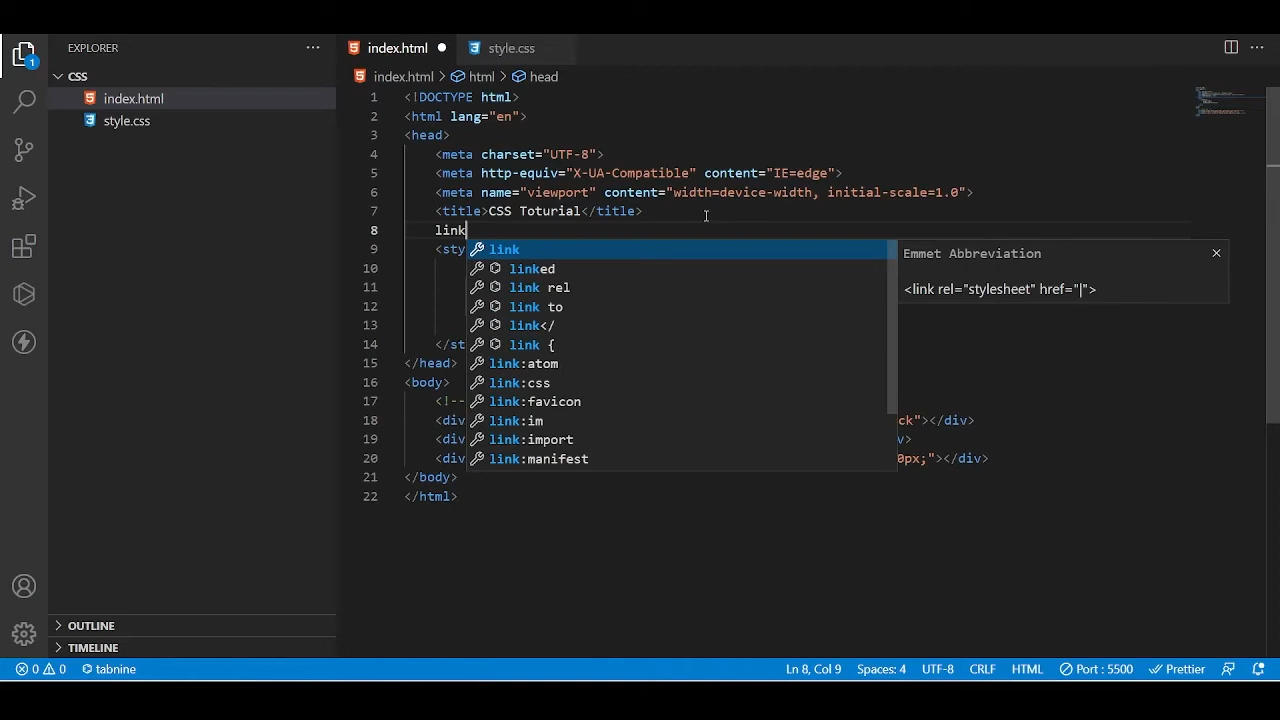 EXPLORER
CSS
index.html
style.css
1
OUTLINE
TIMELINE
index.html
style.css
index.html > html > head
1 <!DOCTYPE html>
2 <html lang="en">
3 <head>
4 <meta charset="UTF-8">
5 <meta http-equiv="X-UA-Compatible" content="IE=edge">
6 <meta name="viewport" content="width=device-width, initial-scale=1.0">
7 <title>CSS Toturial</title>
8 link
9 <sty
10
11
12
13
14 </st
15 </head>
16 <body>
17 <!--
18 <div ck"></div>
19 <div v>
20 <div 0px;"></div>
21 </body>
22 </html>
link
linked
link rel
link to
link</
link {
link:atom
link:css
link:favicon
link:im
link:import
link:manifest
Emmet Abbreviation
<link rel="stylesheet" href="|">
0 0 tabnine Ln 8, Col 9 Spaces: 4 UTF-8 CRLF HTML Port : 5500 Prettier